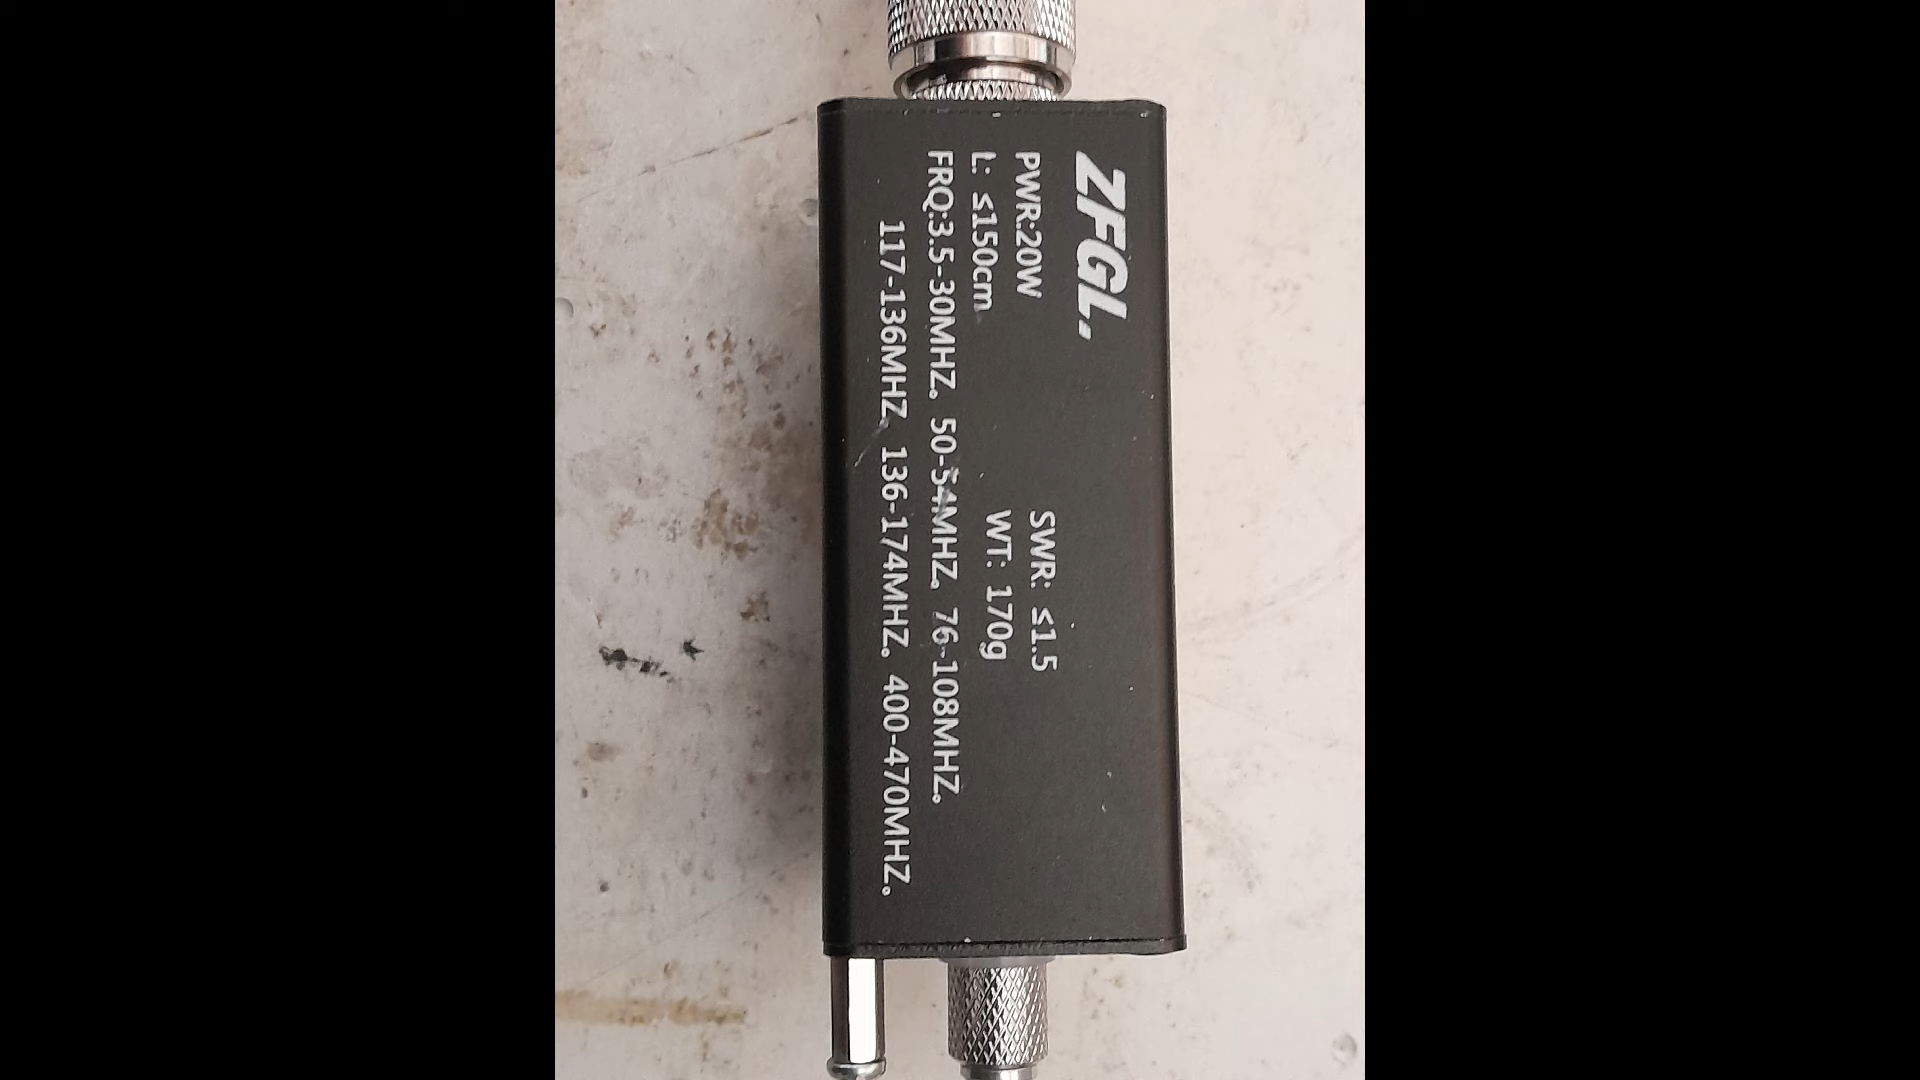 ZFGL.
PWR:20W SWR: ≤1.5
L: ≤150cm WT: 170g
FRQ:3.5-30MHZ。50-54MHZ。76-108MHZ。
117-136MHZ。136-174MHZ。400-470MHZ。